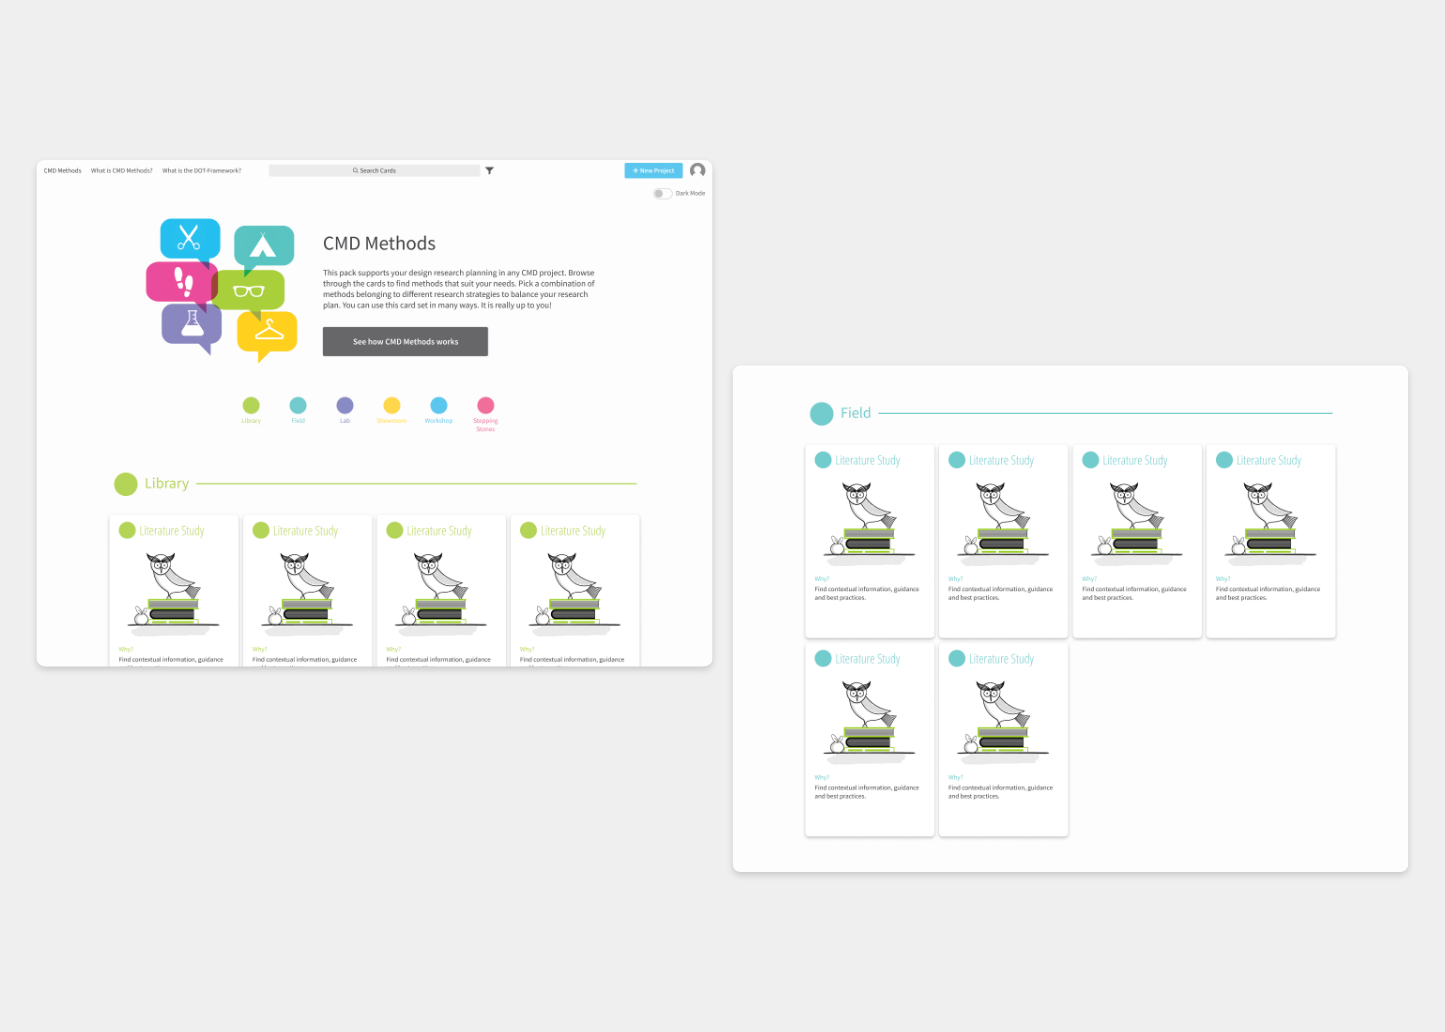 CMD Methods
What is CMD Methods?
What is the DOT-Framework?
Search Cards
+ New Project
Dark Mode
CMD Methods
This pack supports your design research planning in any CMD project. Browse
through the cards to find methods that suit your needs. Pick a combination of
methods belonging to different research strategies to balance your research
plan. You can use this card set in many ways. It is really up to you!
See how CMD Methods works
Library
Field
Lab
Showroom
Workshop
Stepping
Stones
Library
Literature Study
Why?
Find contextual information, guidance
Literature Study
Why?
Find contextual information, guidance
Literature Study
Why?
Find contextual information, guidance
Literature Study
Why?
Find contextual information, guidance
Field
Literature Study
Why?
Find contextual information, guidance
and best practices.
Literature Study
Why?
Find contextual information, guidance
and best practices.
Literature Study
Why?
Find contextual information, guidance
and best practices.
Literature Study
Why?
Find contextual information, guidance
and best practices.
Literature Study
Why?
Find contextual information, guidance
and best practices.
Literature Study
Why?
Find contextual information, guidance
and best practices.